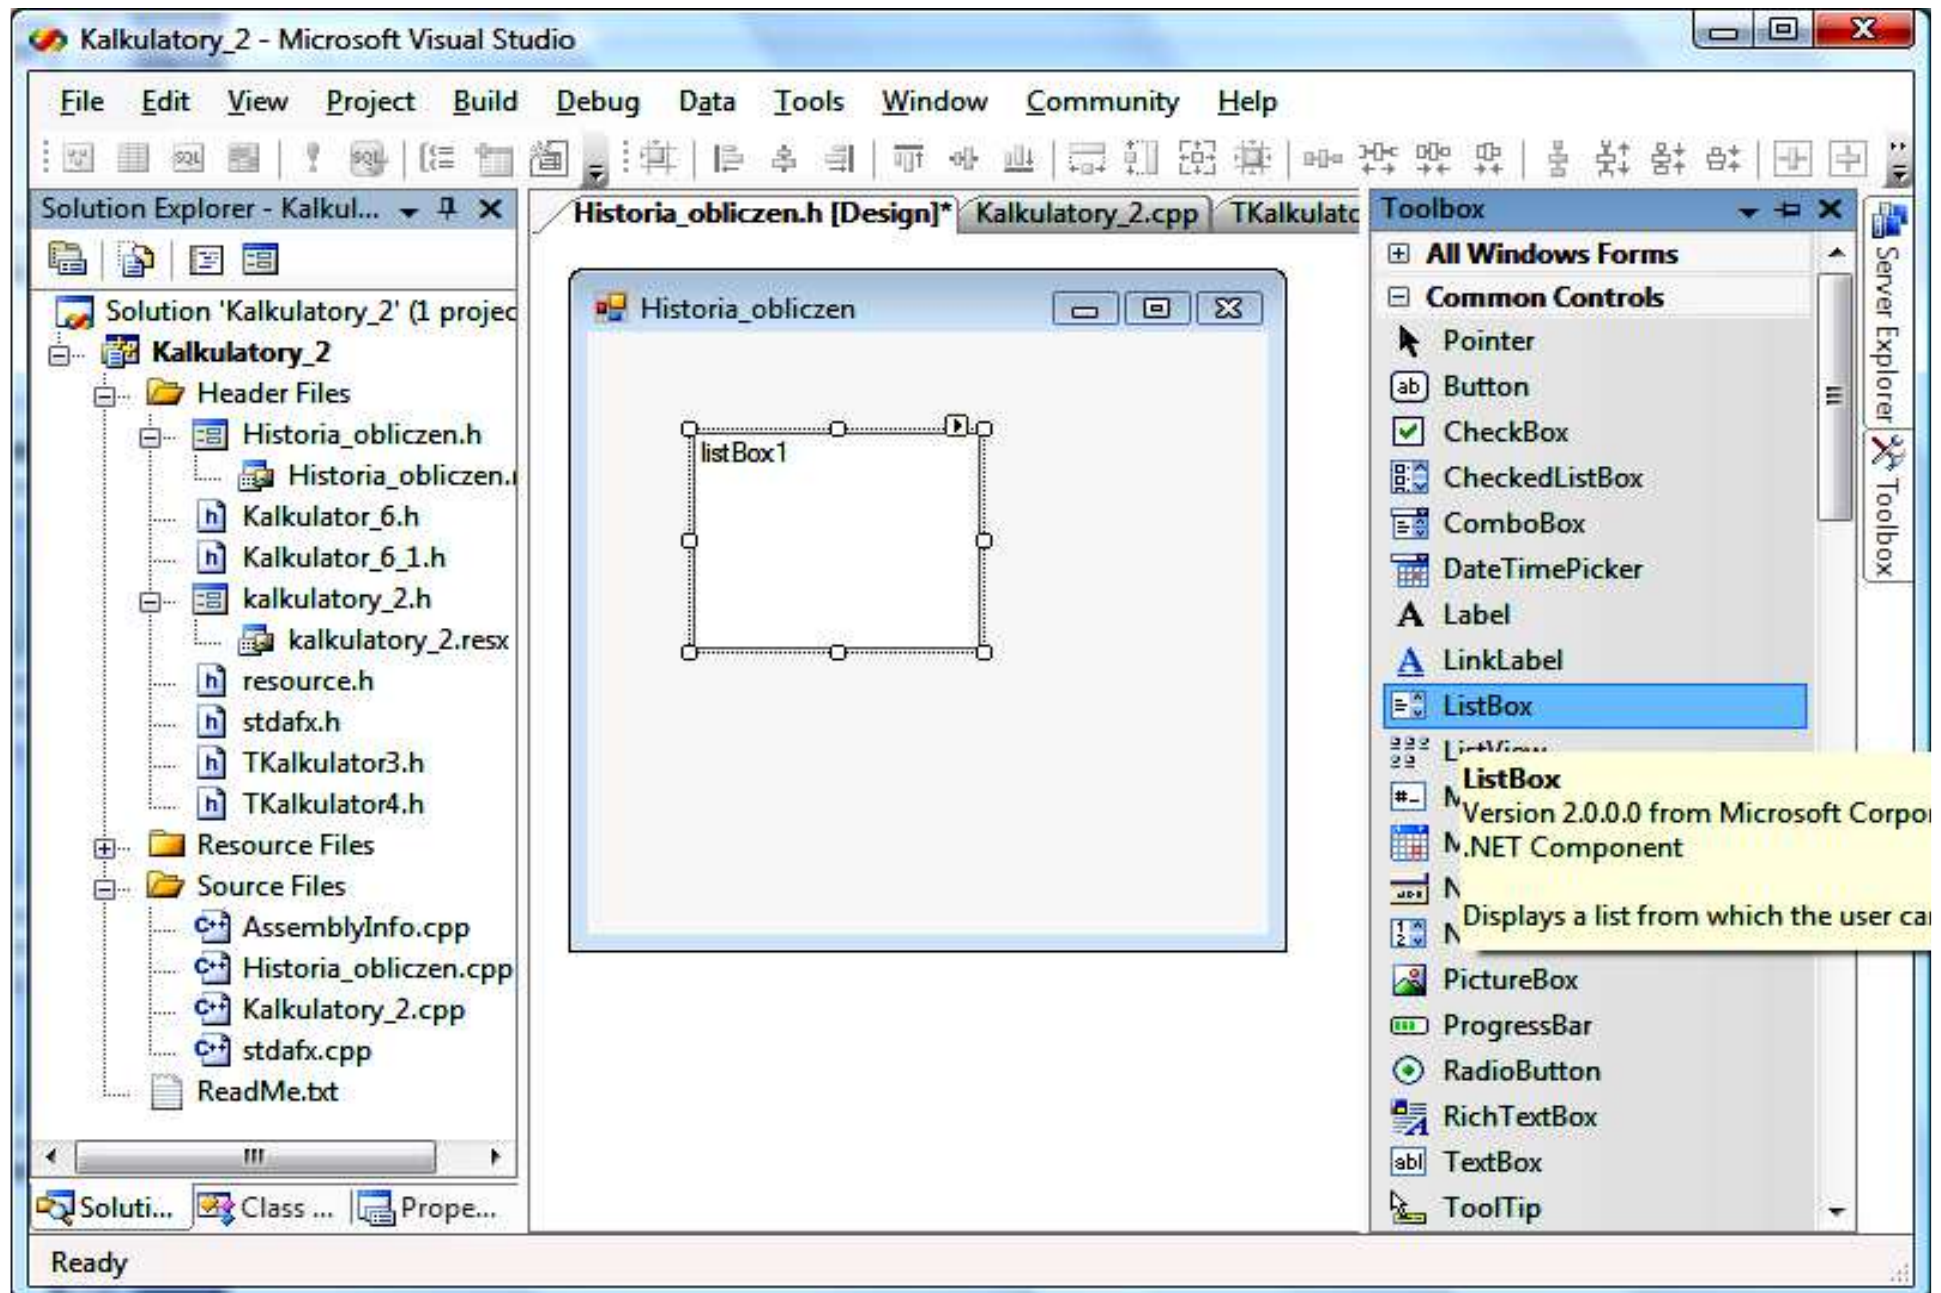 Kalkulatory_2 - Microsoft Visual Studio
File Edit View Project Build Debug Data Tools Window Community Help
Solution Explorer - Kalkul...
Solution 'Kalkulatory_2' (1 projec
Kalkulatory_2
Header Files
Historia_obliczen.h
Historia_obliczen.r
Kalkulator_6.h
Kalkulator_6_1.h
kalkulatory_2.h
kalkulatory_2.resx
resource.h
stdafx.h
TKalkulator3.h
TKalkulator4.h
Resource Files
Source Files
AssemblyInfo.cpp
Historia_obliczen.cpp
Kalkulatory_2.cpp
stdafx.cpp
ReadMe.txt
Soluti... Class ... Prope...
Historia_obliczen.h [Design]* Kalkulatory_2.cpp TKalkulato
Historia_obliczen
listBox1
Toolbox
All Windows Forms
Common Controls
Pointer
Button
CheckBox
CheckedListBox
ComboBox
DateTimePicker
Label
LinkLabel
ListBox
ListView
ListBox
Version 2.0.0.0 from Microsoft Corpo
.NET Component
Displays a list from which the user ca
PictureBox
ProgressBar
RadioButton
RichTextBox
TextBox
ToolTip
Server Explorer
Toolbox
Ready